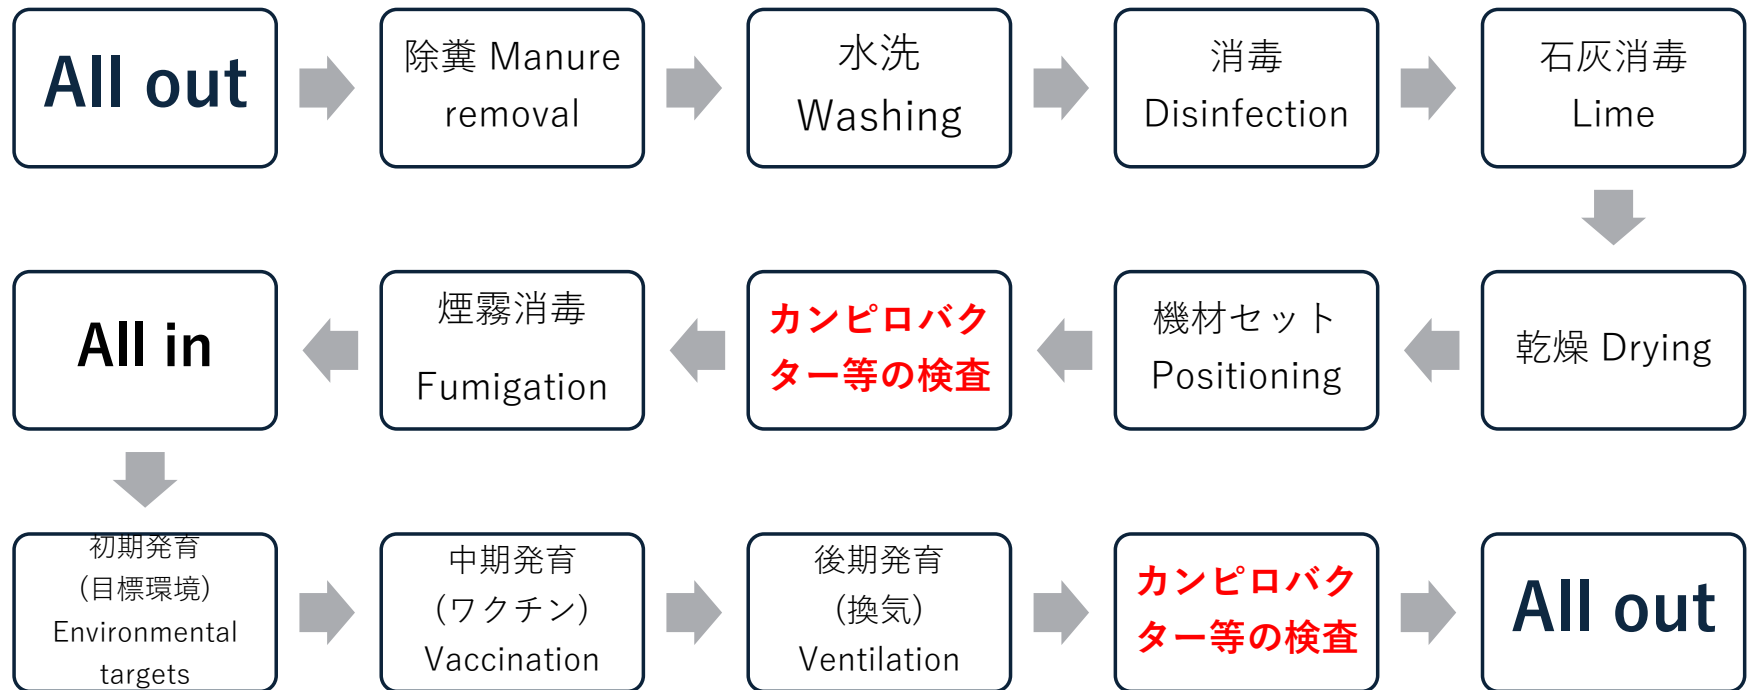 All out
除糞 Manure
removal
水洗
Washing
消毒
Disinfection
石灰消毒
Lime
乾燥 Drying
機材セット
Positioning
カンピロバク
ター等の検査
煙霧消毒
Fumigation
All in
初期発育
(目標環境)
Environmental
targets
中期発育
(ワクチン)
Vaccination
後期発育
(換気)
Ventilation
カンピロバク
ター等の検査
All out